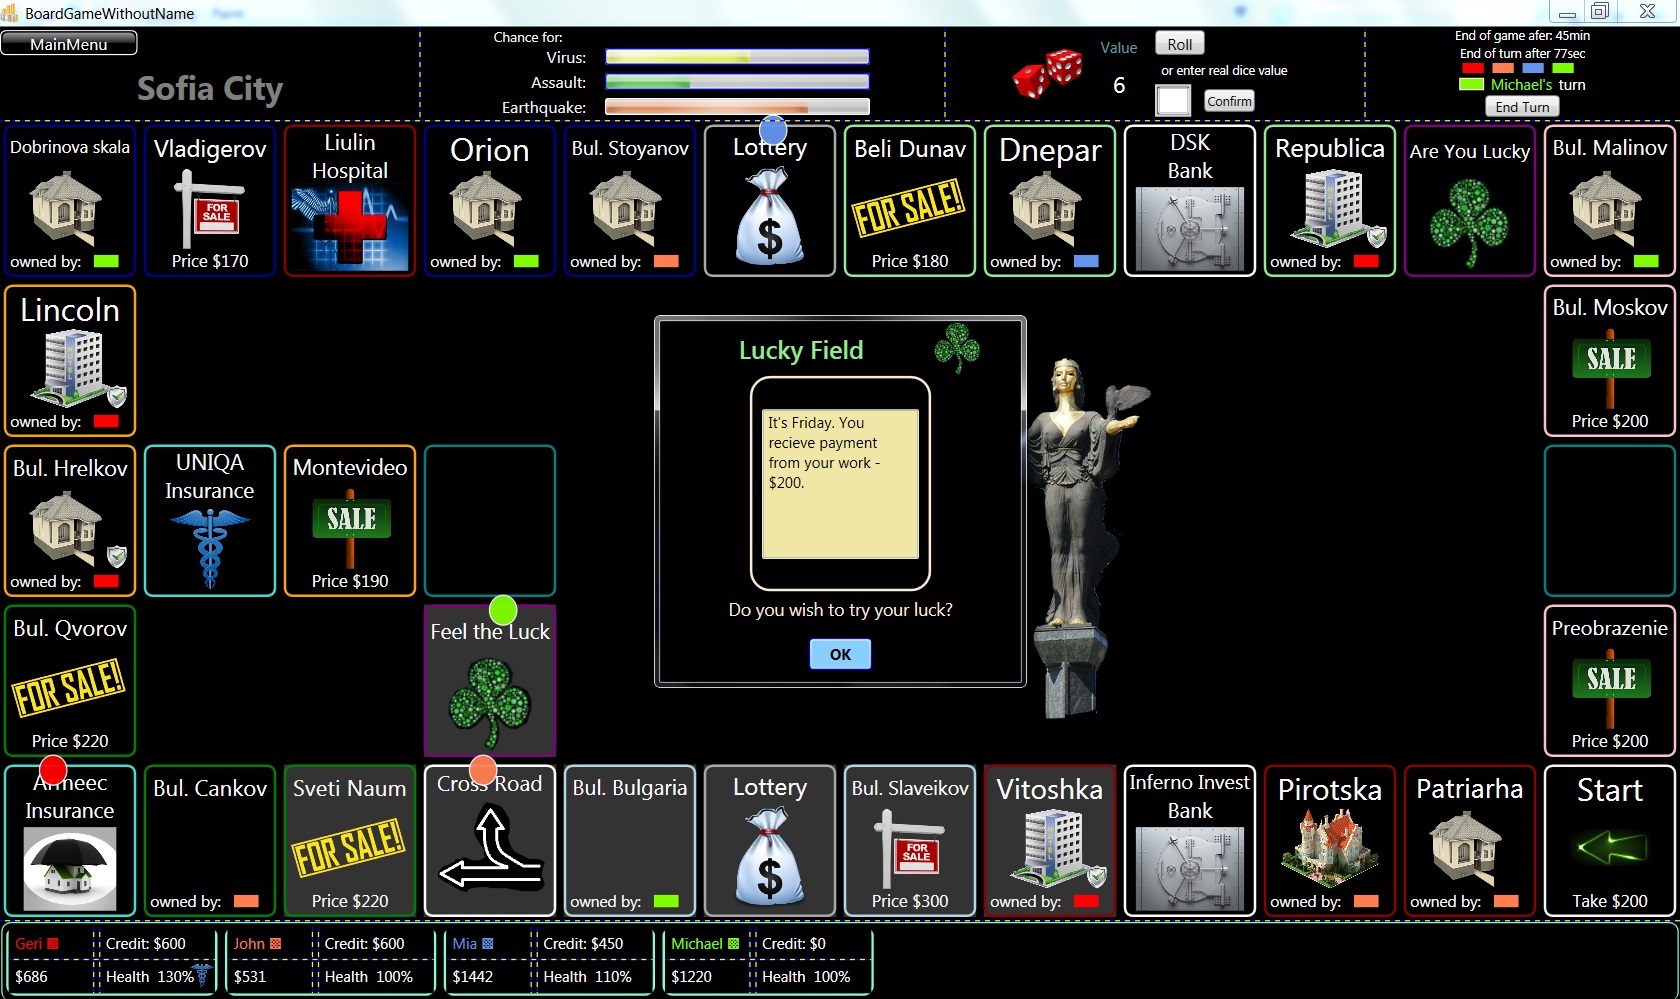 BoardGameWithoutName
MainMenu
Sofia City
Chance for:
Virus:
Assault:
Earthquake:
Value
6
Roll
or enter real dice value
Confirm
End of game afer: 45min
End of turn after 77sec
Michael's turn
End Turn
Dobrinova skala
owned by:
Vladigerov
FOR SALE
Price $170
Liulin
Hospital
Orion
owned by:
Bul. Stoyanov
owned by:
Lottery
$
Beli Dunav
FOR SALE!
Price $180
Dnepar
owned by:
DSK
Bank
Republica
owned by:
Are You Lucky
Bul. Malinov
owned by:
Lincoln
owned by:
Lucky Field
It's Friday. You
recieve payment
from your work -
$200.
Do you wish to try your luck?
OK
Bul. Moskov
SALE
Price $200
Bul. Hrelkov
owned by:
UNIQA
Insurance
Montevideo
SALE
Price $190
Bul. Qvorov
FOR SALE!
Price $220
Feel the Luck
Preobrazenie
SALE
Price $200
Armeec
Insurance
Bul. Cankov
owned by:
Sveti Naum
FOR SALE!
Price $220
Cross Road
Bul. Bulgaria
owned by:
Lottery
$
Bul. Slaveikov
FOR SALE
Price $300
Vitoshka
owned by:
Inferno Invest
Bank
Pirotska
owned by:
Patriarha
owned by:
Start
Take $200
Geri
Credit: $600
$686
Health 130%
John
Credit: $600
$531
Health 100%
Mia
Credit: $450
$1442
Health 110%
Michael
Credit: $0
$1220
Health 100%